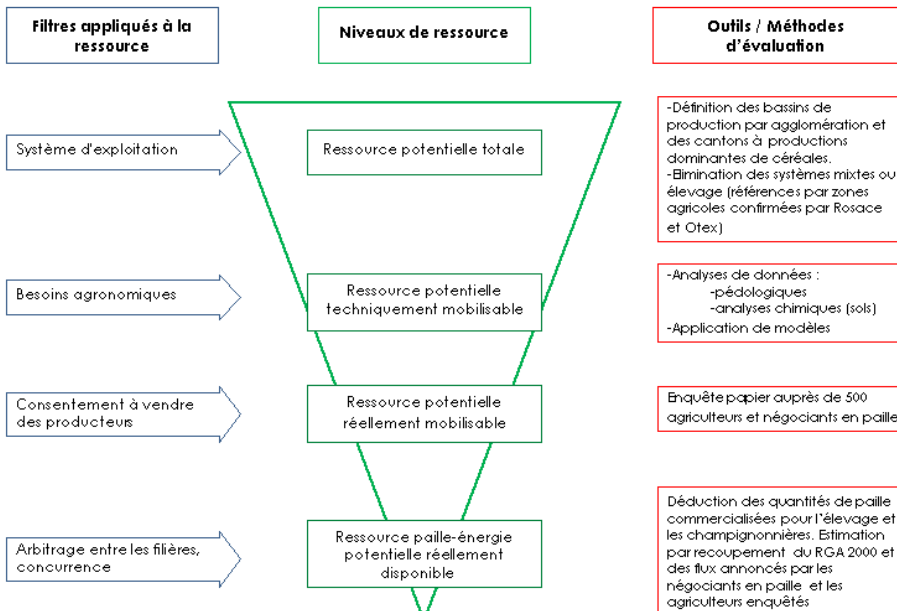 Filtres appliqués à la
ressource
Niveaux de ressource
Outils / Méthodes
d'évaluation
Système d'exploitation
Ressource potentielle totale
-Définition des bassins de
production par agglomération et
des cantons à productions
dominantes de céréales.
-Elimination des systèmes mixtes ou
élevage (références par zones
agricoles confirmées par Rosace
et Otex)
Besoins agronomiques
Ressource potentielle
techniquement mobilisable
-Analyses de données :
-pédologiques
-analyses chimiques (sols)
-Application de modèles
Consentement à vendre
des producteurs
Ressource potentielle
réellement mobilisable
Enquête papier auprès de 500
agriculteurs et négociants en paille
Arbitrage entre les filières,
concurrence
Ressource paille-énergie
potentielle réellement
disponible
Déduction des quantités de paille
commercialisées pour l'élevage et
les champignonnières. Estimation
par recoupement du RGA 2000 et
des flux annoncés par les
négociants en paille et les
agriculteurs enquêtés